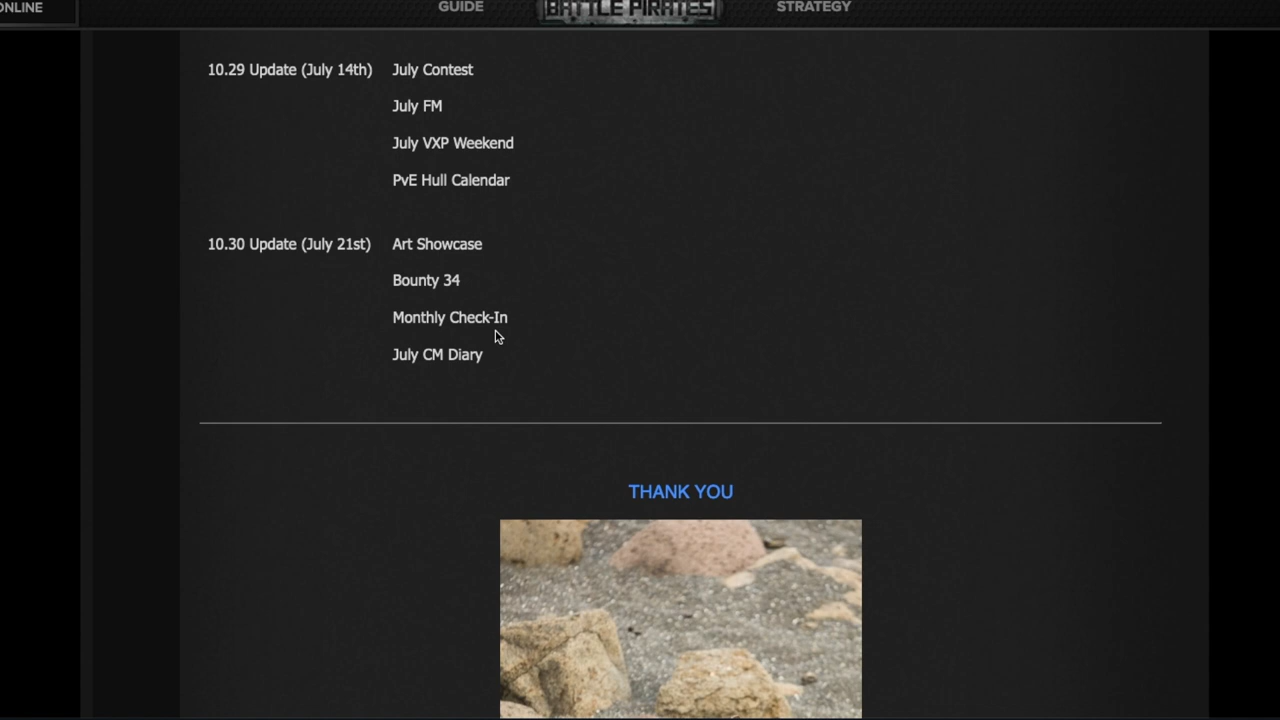 ONLINE
GUIDE
BATTLE PIRATES
STRATEGY
10.29 Update (July 14th) July Contest
July FM
July VXP Weekend
PvE Hull Calendar
10.30 Update (July 21st) Art Showcase
Bounty 34
Monthly Check-In
July CM Diary
THANK YOU